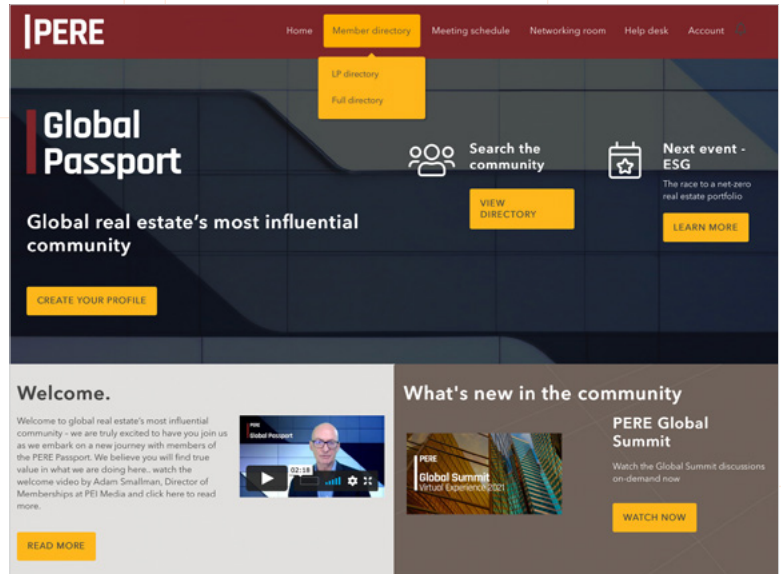 PERE
Home Member directory Meeting schedule Networking room Help desk Account
LP directory
Full directory
Global
Passport
Global real estate's most influential
community
CREATE YOUR PROFILE
Search the
community
VIEW
DIRECTORY
Next event -
ESG
The race to a net-zero
real estate portfolio
LEARN MORE
Welcome.
Welcome to global real estate's most influential
community - we are truly excited to have you join us
as we embark on a new journey with members of
the PERE Passport. We believe you will find true
value in what we are doing here.. watch the
welcome video by Adam Smallman, Director of
Memberships at PEI Media and click here to read
more.
READ MORE
PERE
Global Passport
02:18
What's new in the community
PERE
Global Summit
Virtual Experience 2021
PERE Global
Summit
Watch the Global Summit discussions
on-demand now
WATCH NOW